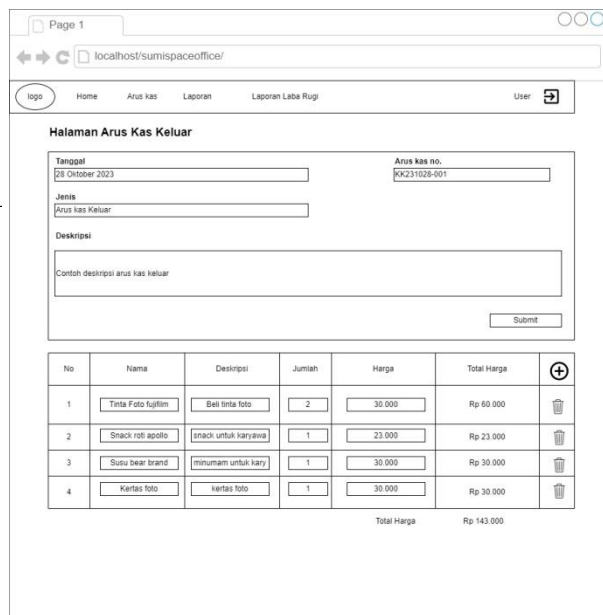 Page 1
localhost/sumispaceoffice/
logo Home Arus kas Laporan Laporan Laba Rugi User
Halaman Arus Kas Keluar
Tanggal Arus kas no.
28 Oktober 2023 KK231028-001
Jenis
Arus kas Keluar
Deskripsi
Contoh deskripsi arus kas keluar
Submit
No Nama Deskripsi Jumlah Harga Total Harga
1 Tinta Foto fujifilm Beli tinta foto 2 30.000 Rp 60.000
2 Snack roti apollo snack untuk karyawa 1 23.000 Rp 23.000
3 Susu bear brand minumam untuk kary 1 30.000 Rp 30.000
4 Kertas foto kertas foto 1 30.000 Rp 30.000
Total Harga Rp 143.000